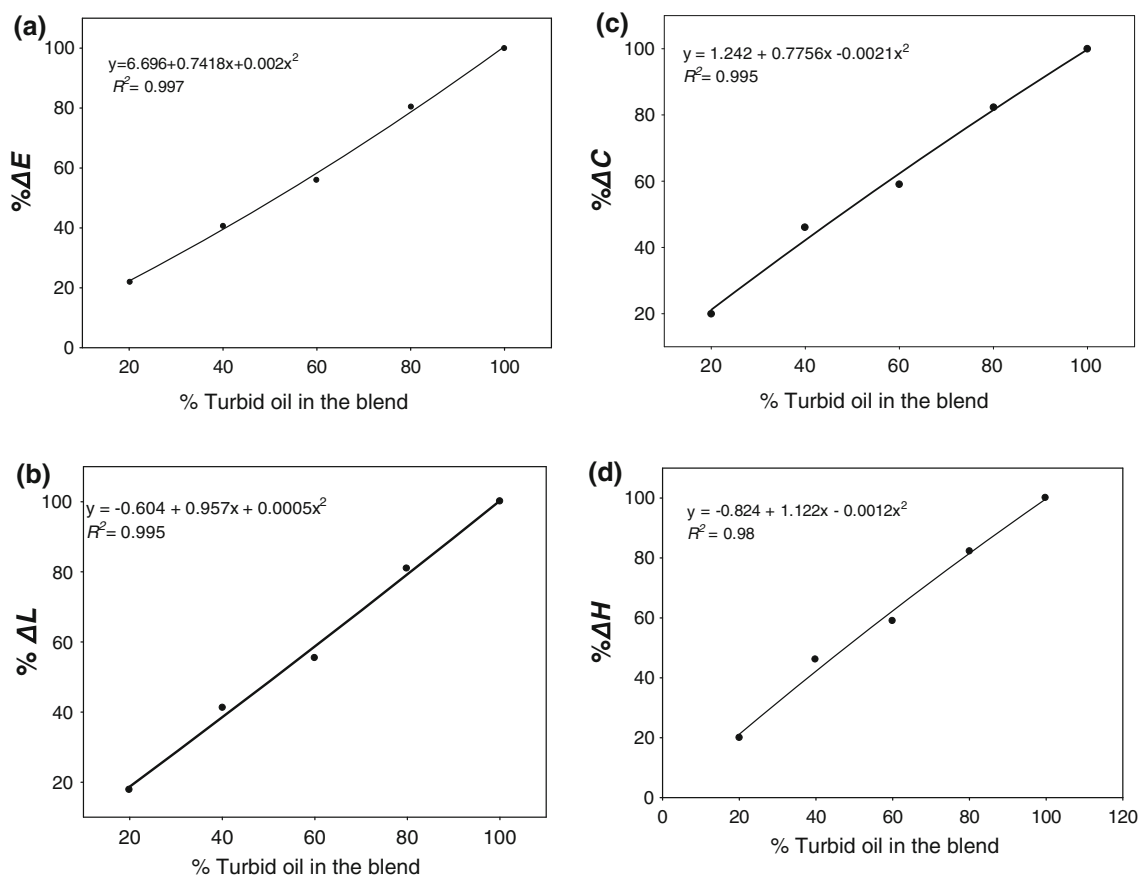 (a)
y=6.696+0.7418x+0.002x²
R²= 0.997
100
80
60
40
20
0
%ΔE
20 40 60 80 100
% Turbid oil in the blend
(c)
y = 1.242 + 0.7756x -0.0021x²
R²= 0.995
100
80
60
40
20
%ΔC
20 40 60 80 100
% Turbid oil in the blend
(b)
y = -0.604 + 0.957x + 0.0005x²
R²= 0.995
100
80
60
40
20
% ΔL
20 40 60 80 100
% Turbid oil in the blend
(d)
y = -0.824 + 1.122x - 0.0012x²
R²= 0.98
100
80
60
40
20
0
%ΔH
0 20 40 60 80 100 120
% Turbid oil in the blend